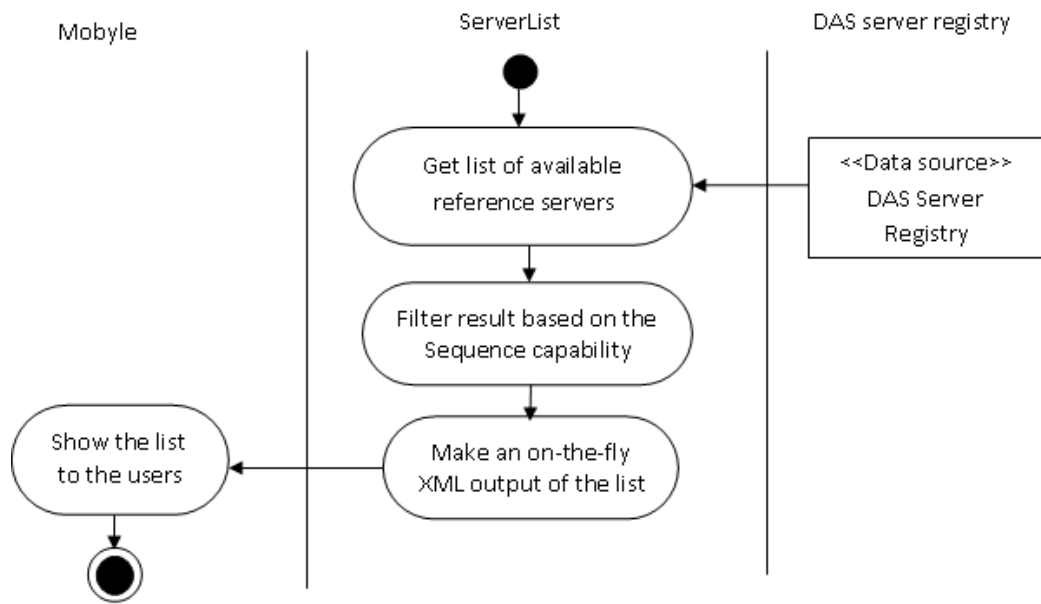 Mobyle
ServerList
DAS server registry
Get list of available
reference servers
<<Data source>>
DAS Server
Registry
Filter result based on the
Sequence capability
Show the list
to the users
Make an on-the-fly
XML output of the list